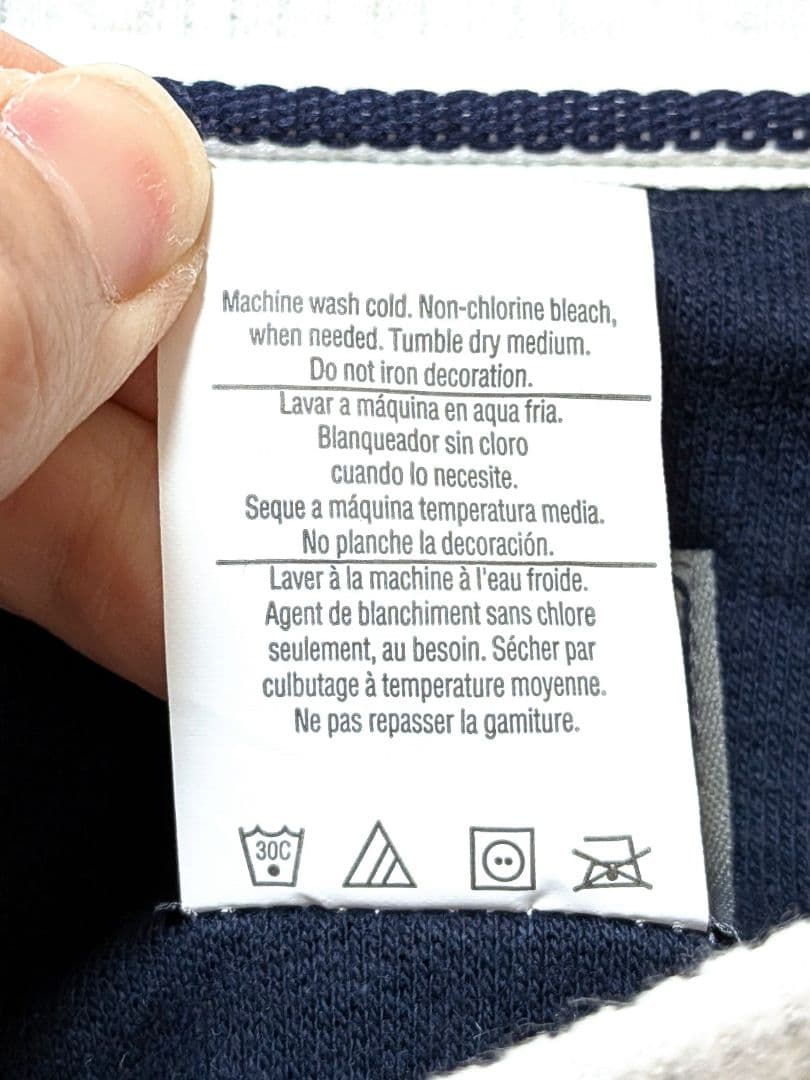 Machine wash cold. Non-chlorine bleach,
when needed. Tumble dry medium.
Do not iron decoration.
Lavar a máquina en aqua fria.
Blanqueador sin cloro
cuando lo necesite.
Seque a máquina temperatura media.
No planche la decoración.
Laver à la machine à l'eau froide.
Agent de blanchiment sans chlore
seulement, au besoin. Sécher par
culbutage à temperature moyenne.
Ne pas repasser la gamiture.
30C